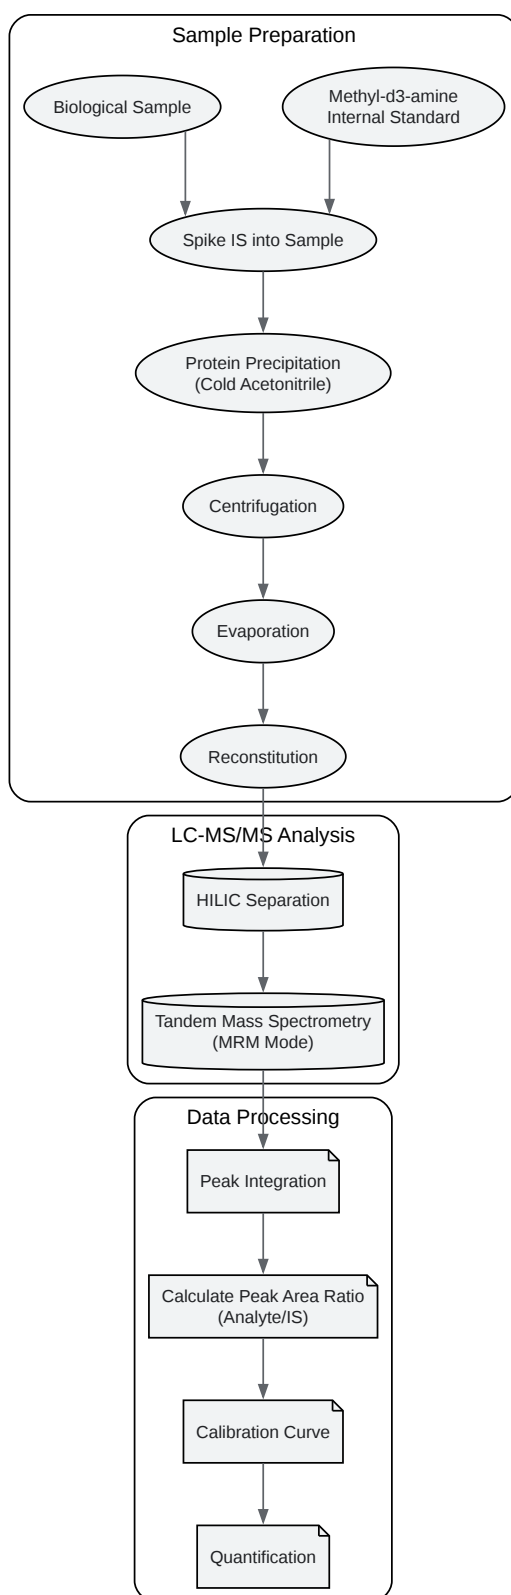 Sample Preparation
Biological Sample
Methyl-d3-amine
Internal Standard
Spike IS into Sample
Protein Precipitation
(Cold Acetonitrile)
Centrifugation
Evaporation
Reconstitution
LC-MS/MS Analysis
HILIC Separation
Tandem Mass Spectrometry
(MRM Mode)
Data Processing
Peak Integration
Calculate Peak Area Ratio
(Analyte/IS)
Calibration Curve
Quantification